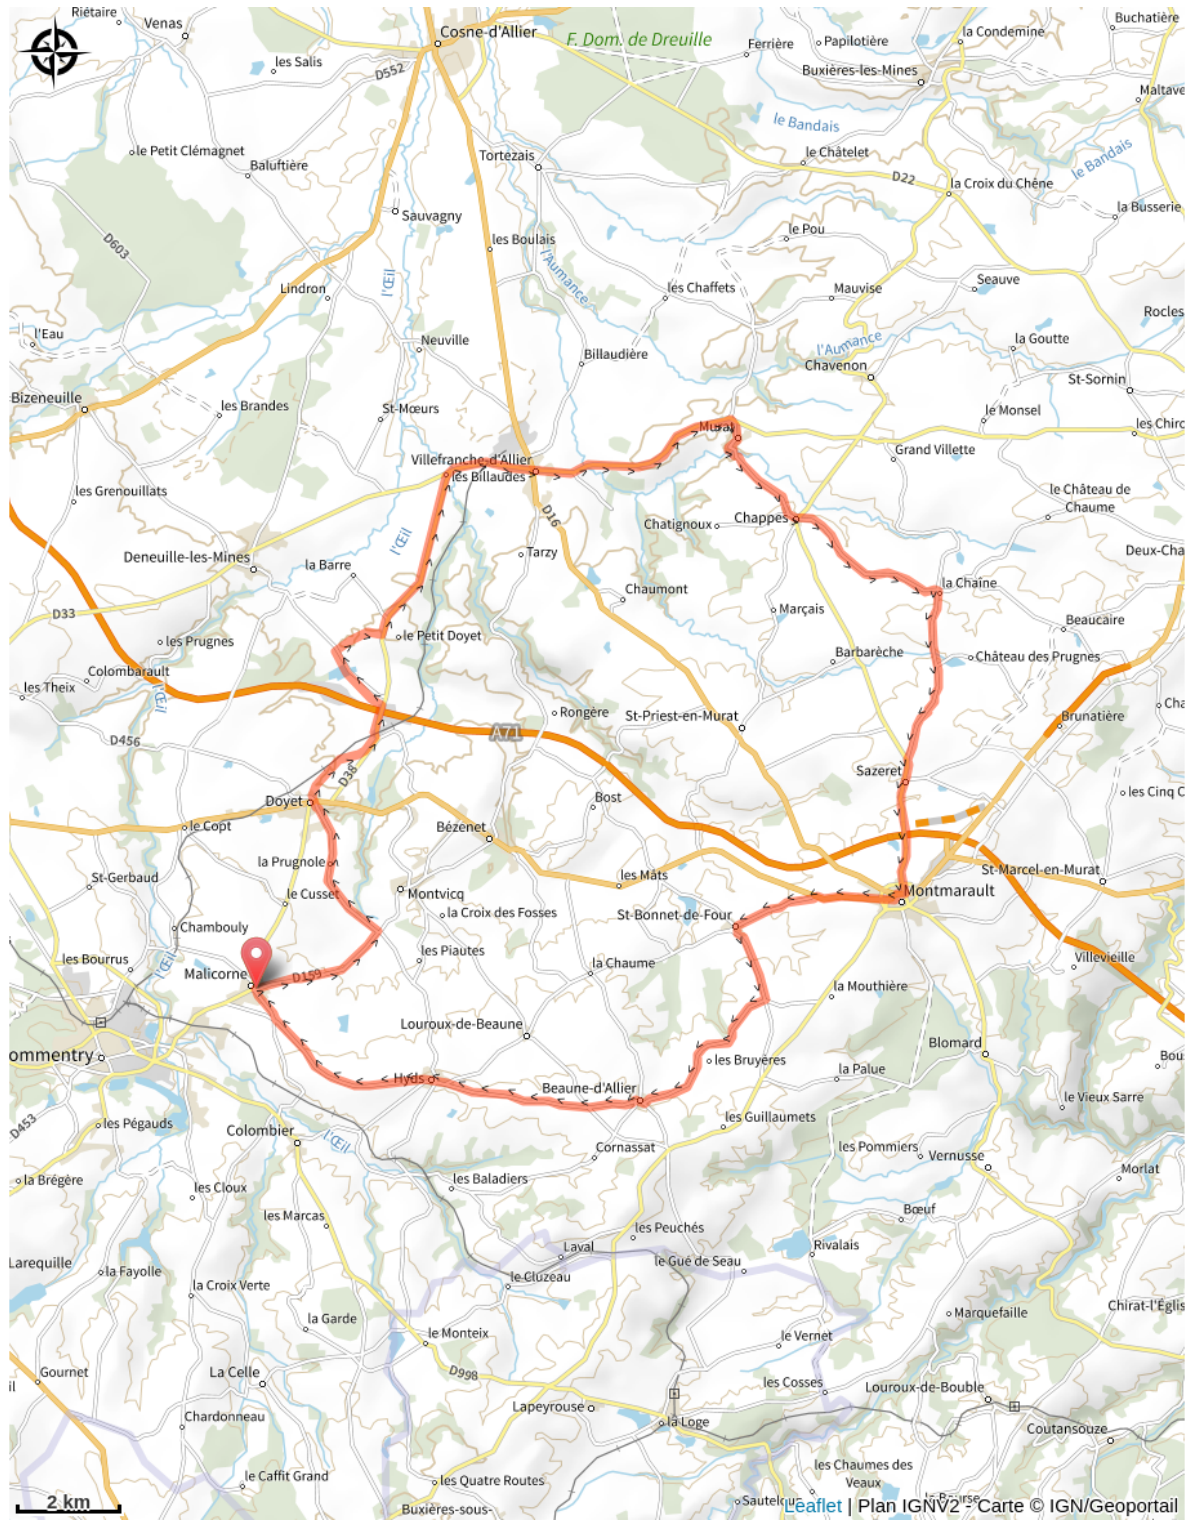 Riétaire
Venas
Cosne-d'Allier
F. Dom. de Dreuille
Ferrière
Papilotière
la Condemine
Buchatière
les Salis
D552
Buxières-les-Mines
Maltave
le Bandais
le Petit Clémagnet
Baluftière
Tortezais
le Châtelet
le Bandais
D22
la Croix du Chêne
la Busserie
Sauvagny
les Boulais
le Pou
D603
l'Aumance
l'Œil
Lindron
les Chaffets
Mauvise
Seauve
Rocles
l'Eau
Neuville
Billaudière
l'Aumance
la Goutte
Chavenon
St-Sornin
Bizeneuille
les Brandes
St-Mœurs
le Monsel
Murat
les Chirc
Villefranche-d'Allier
les Billaudes
Grand Villette
les Grenouillats
D16
Chatignoux
Chappes
le Château de
Chaume
l'Œil
Deneuille-les-Mines
la Barre
Tarzy
Deux-Cha
Chaumont
la Chaîne
D33
Marçais
Beaucaire
les Prugnes
le Petit Doyet
Barbarèche
Château des Prugnes
Colombarault
les Theix
l'Œil
Rongère
St-Priest-en-Murat
Brunatière
Cha
D456
A71
Sazeret
D38
Doyet
Bost
les Cinq C
le Copt
Bézenet
la Prugnole
St-Gerbaud
les Mâts
St-Marcel-en-Murat
le Cusset
Montvicq
Montmarault
la Croix des Fosses
St-Bonnet-de-Four
Chambouly
les Bourrus
l'Œil
les Piautes
Malicorne
D159
la Chaume
Villevieille
la Mouthière
Louroux-de-Beaune
ommentry
Blomard
Bou
les Bruyères
Hyds
Beaune-d'Allier
la Palue
le Vieux Sarre
D453
les Pégauds
Colombier
l'Œil
les Guillaumets
Cornassat
les Pommiers
Vernusse
la Brégère
les Cloux
les Baladiers
Morlat
les Marcas
Bœuf
les Peuchés
Laval
Rivalais
Larequille
la Fayolle
le Gué de Seau
la Croix Verte
le Cluzeau
la Garde
Marquefaille
Chirat-l'Églis
le Monteix
le Vernet
Gournet
La Celle
D998
les Cosses
Louroux-de-Bouble
il
Lapeyrouse
Chardonneau
la Loge
Coutansouze
le Caffit Grand
les Quatre Routes
les Chaumes des
Veaux
2 km
Buxières-sous-
Leaflet | Plan IGNV2 - Carte © IGN/Geoportail